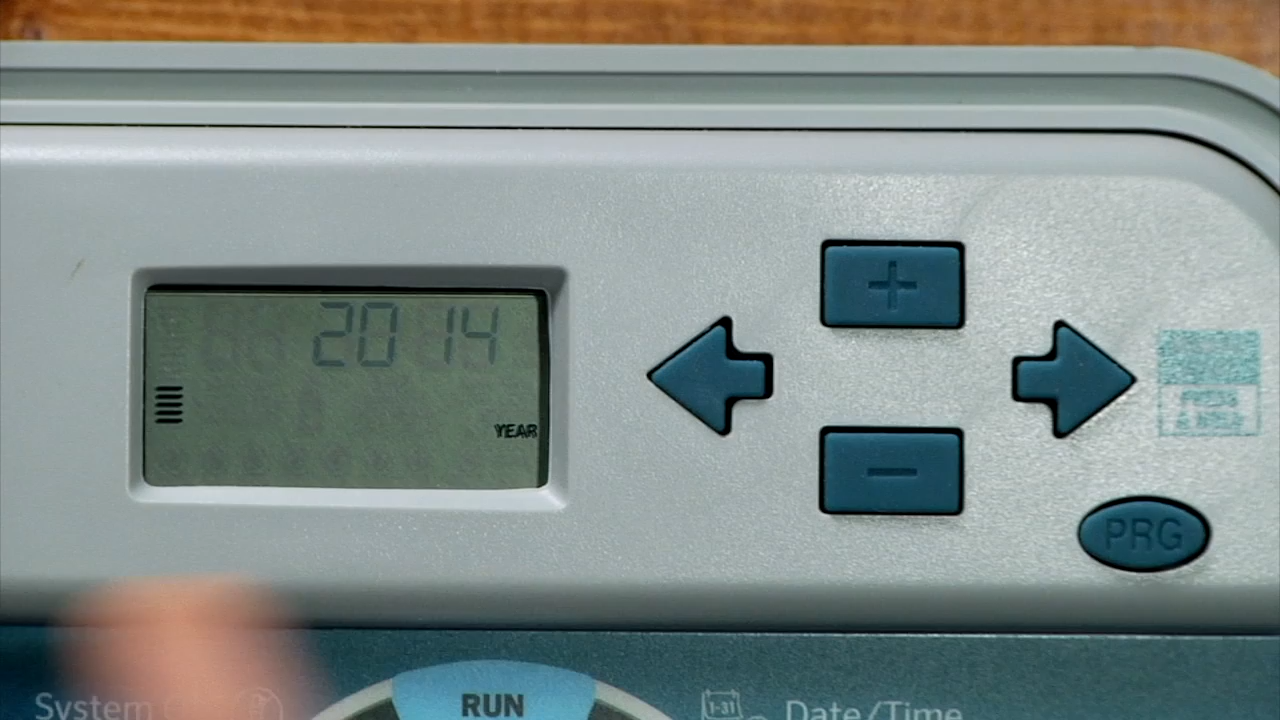 2014
YEAR
+
−
PRG
System
RUN
1-31
Date/Time